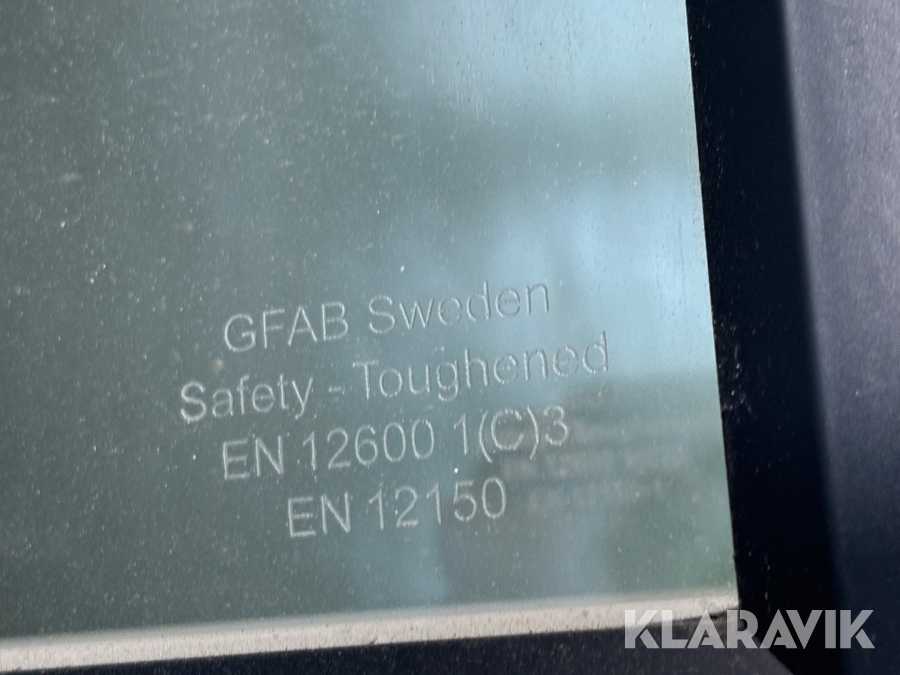 GFAB Sweden
Safety - Toughened
EN 12600 1(C)3
EN 12150
KLARAVIK